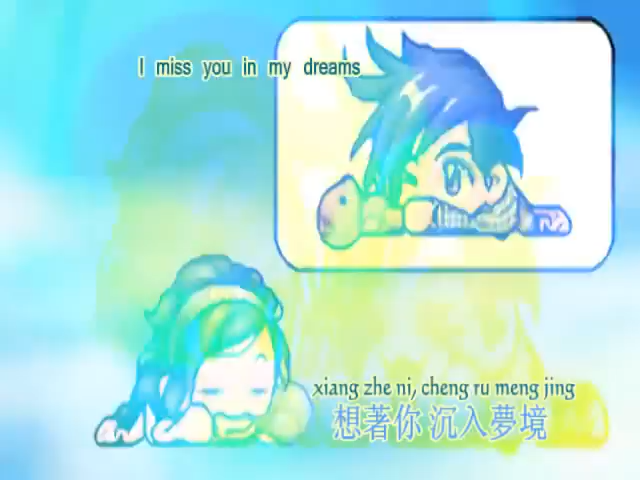 I miss you in my dreams
xiang zhe ni, cheng ru meng jing
想著你 沉入夢境